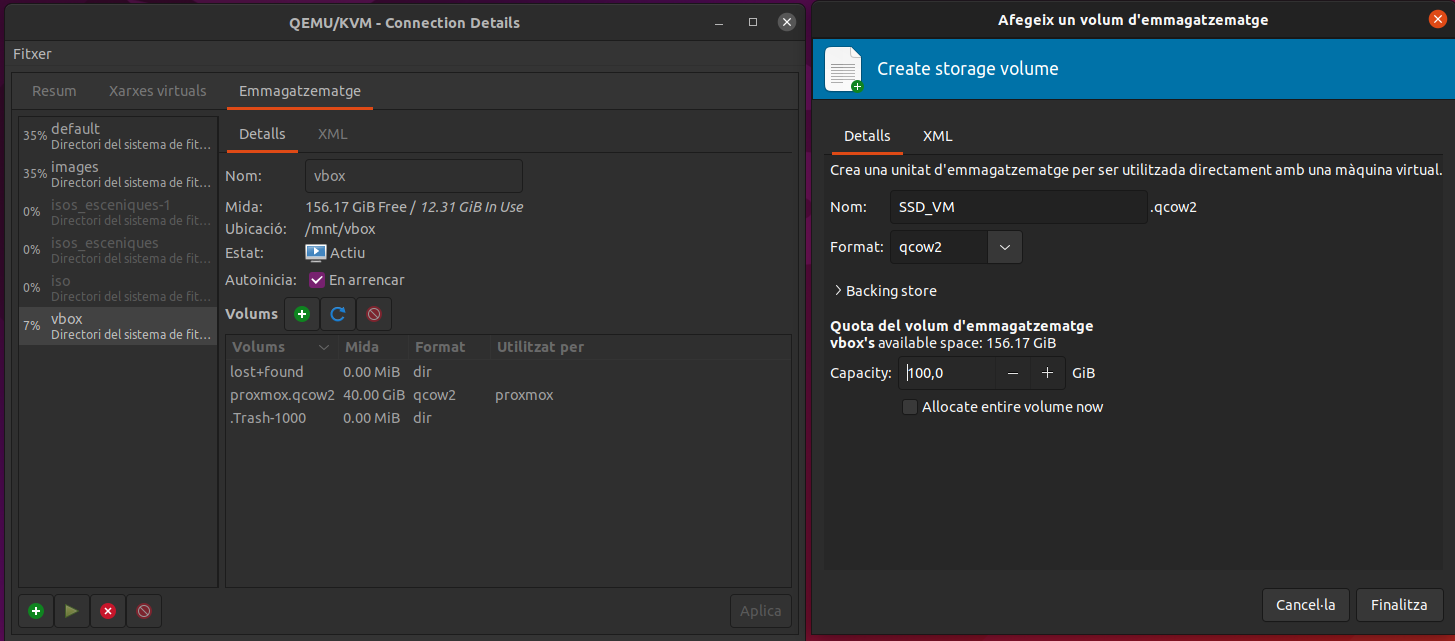 QEMU/KVM - Connection Details
Fitxer
Resum Xarxes virtuals Emmagatzematge
35% default
Directori del sistema de fit…
35% images
Directori del sistema de fit…
0% isos_esceniques-1
Directori del sistema de fit…
0% isos_esceniques
Directori del sistema de fit…
0% iso
Directori del sistema de fit…
7% vbox
Directori del sistema de fit…
Detalls XML
Nom: vbox
Mida: 156.17 GiB Free / 12.31 GiB In Use
Ubicació: /mnt/vbox
Estat: Actiu
Autoinicia: En arrencar
Volums
Volums Mida Format Utilitzat per
lost+found 0.00 MiB dir
proxmox.qcow2 40.00 GiB qcow2 proxmox
.Trash-1000 0.00 MiB dir
Aplica
Afegeix un volum d'emmagatzematge
Create storage volume
Detalls XML
Crea una unitat d'emmagatzematge per ser utilitzada directament amb una màquina virtual.
Nom: SSD_VM .qcow2
Format: qcow2
Backing store
Quota del volum d'emmagatzematge
vbox's available space: 156.17 GiB
Capacity: 100,0 GiB
Allocate entire volume now
Cancel·la Finalitza